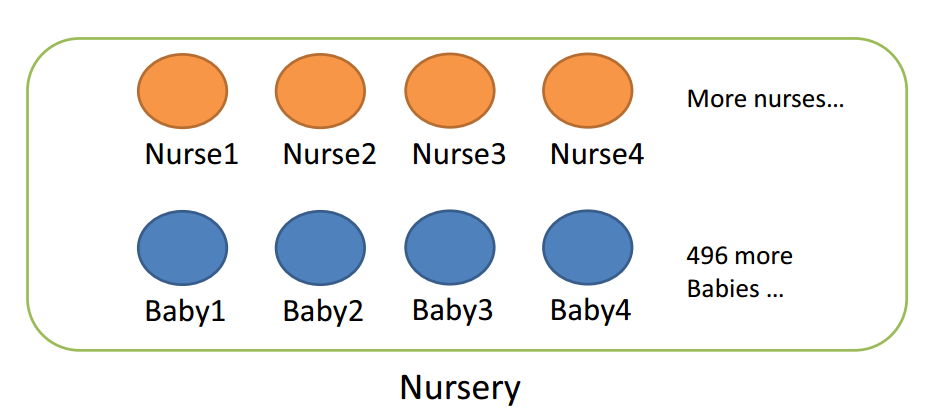 More nurses…
Nurse1 Nurse2 Nurse3 Nurse4
496 more
Babies …
Baby1 Baby2 Baby3 Baby4
Nursery